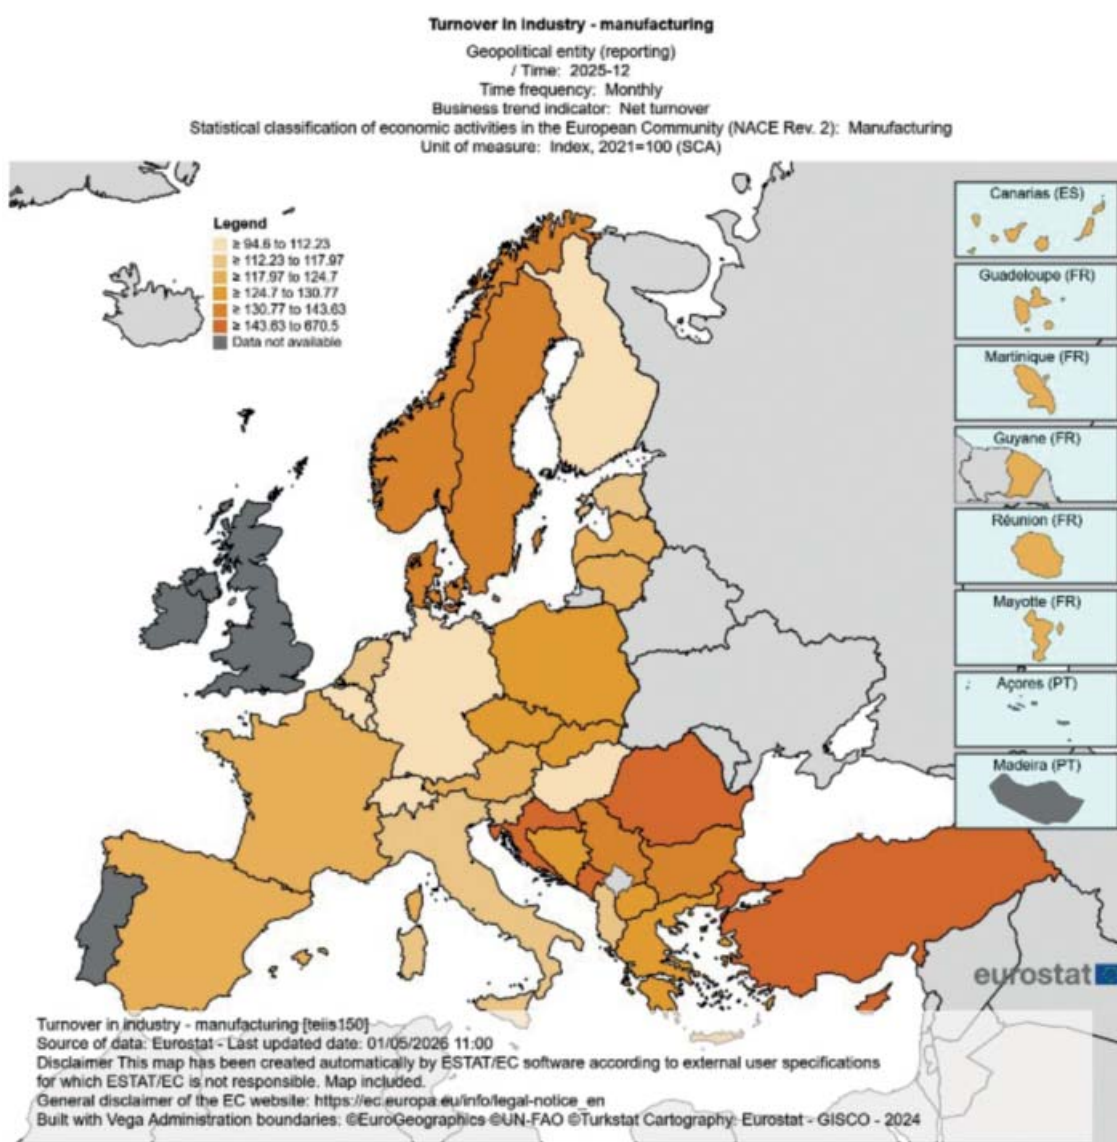 Turnover in industry - manufacturing
Geopolitical entity (reporting)
/ Time: 2025-12
Time frequency: Monthly
Business trend indicator: Net turnover
Statistical classification of economic activities in the European Community (NACE Rev. 2): Manufacturing
Unit of measure: Index, 2021=100 (SCA)
Legend
≥ 94.6 to 112.23
≥ 112.23 to 117.97
≥ 117.97 to 124.7
≥ 124.7 to 130.77
≥ 130.77 to 143.63
≥ 143.63 to 670.5
Data not available
Canarias (ES)
Guadeloupe (FR)
Martinique (FR)
Guyane (FR)
Réunion (FR)
Mayotte (FR)
Açores (PT)
Madeira (PT)
eurostat
Turnover in industry - manufacturing [teiis150]
Source of data: Eurostat - Last updated date: 01/05/2026 11:00
Disclaimer This map has been created automatically by ESTAT/EC software according to external user specifications
for which ESTAT/EC is not responsible. Map included.
General disclaimer of the EC website: https://ec.europa.eu/info/legal-notice_en
Built with Vega Administration boundaries: ©EuroGeographics ©UN-FAO ©Turkstat Cartography: Eurostat - GISCO - 2024